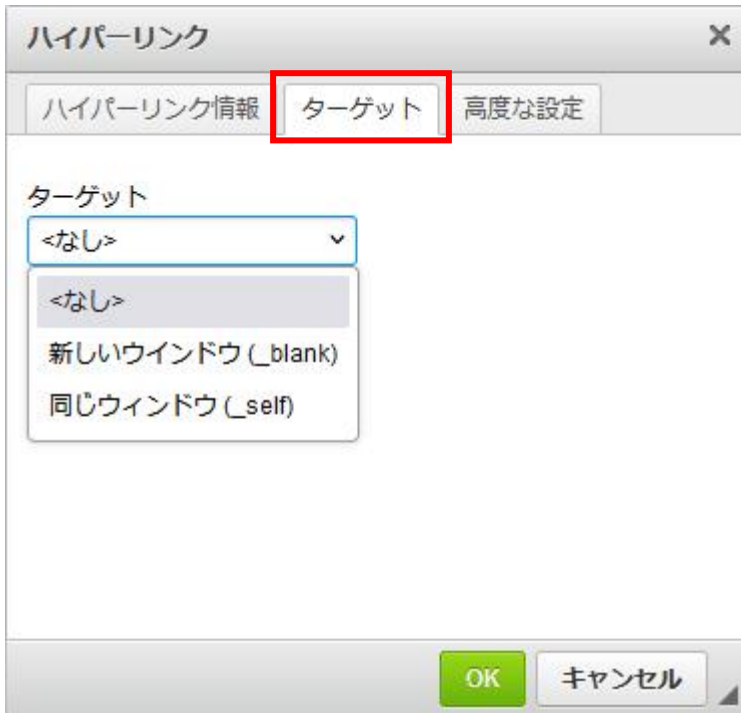 ハイパーリンク
ハイパーリンク情報 ターゲット 高度な設定
ターゲット
<なし>
<なし>
新しいウインドウ (_blank)
同じウィンドウ (_self)
OK キャンセル